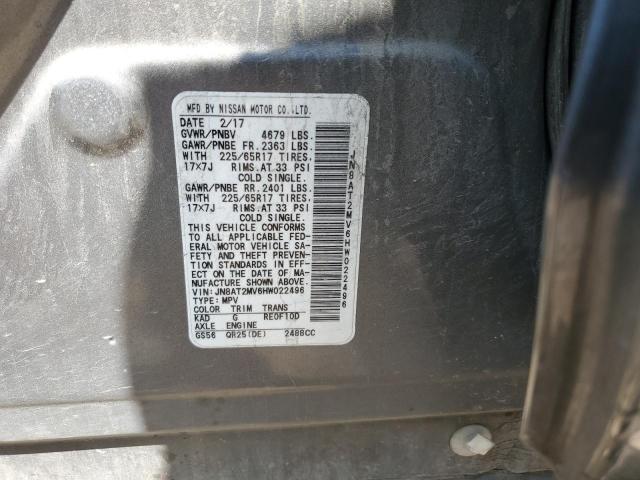 MFD BY NISSAN MOTOR CO.,LTD.
DATE 2/17
GVWR/PNBV 4679 LBS.
GAWR/PNBE FR. 2363 LBS.
WITH 225/65R17 TIRES.
17X7J RIMS.AT 33 PSI
COLD SINGLE.
GAWR/PNBE RR. 2401 LBS.
WITH 225/65R17 TIRES.
17X7J RIMS.AT 33 PSI
COLD SINGLE.
THIS VEHICLE CONFORMS
TO ALL APPLICABLE FED-
ERAL MOTOR VEHICLE SA-
FETY AND THEFT PREVEN-
TION STANDARDS IN EFF-
ECT ON THE DATE OF MA-
NUFACTURE SHOWN ABOVE.
VIN:JN8AT2MV6HW022496
TYPE:MPV
COLOR TRIM TRANS
KAD G RE0F10D
AXLE ENGINE
GS56 QR25(DE) 2488CC
JN8AT2MV6HW022496